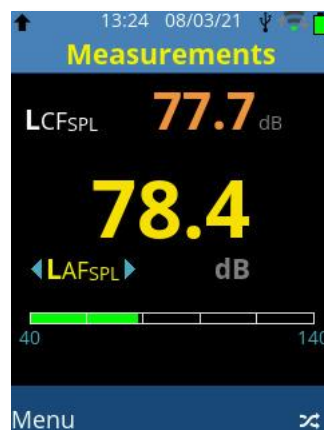 13:24 08/03/21
Measurements
LCFSPL 77.7 dB
78.4
LAFSPL dB
40 140
Menu